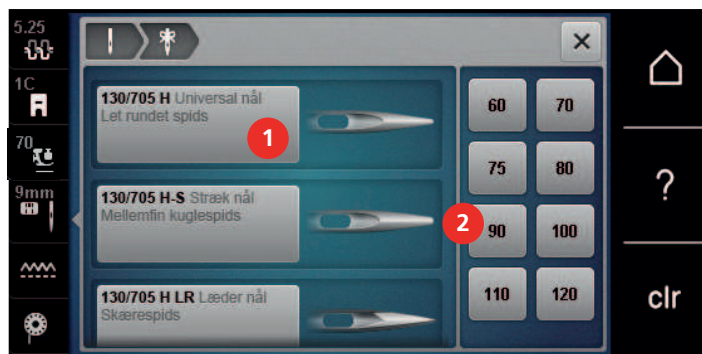 5.25
1C
70
9mm
130/705 H Universal nål
Let rundet spids
1
130/705 H-S Stræk nål
Mellemfin kuglespids
2
130/705 H LR Læder nål
Skærespids
60 70
75 80
90 100
110 120
?
clr